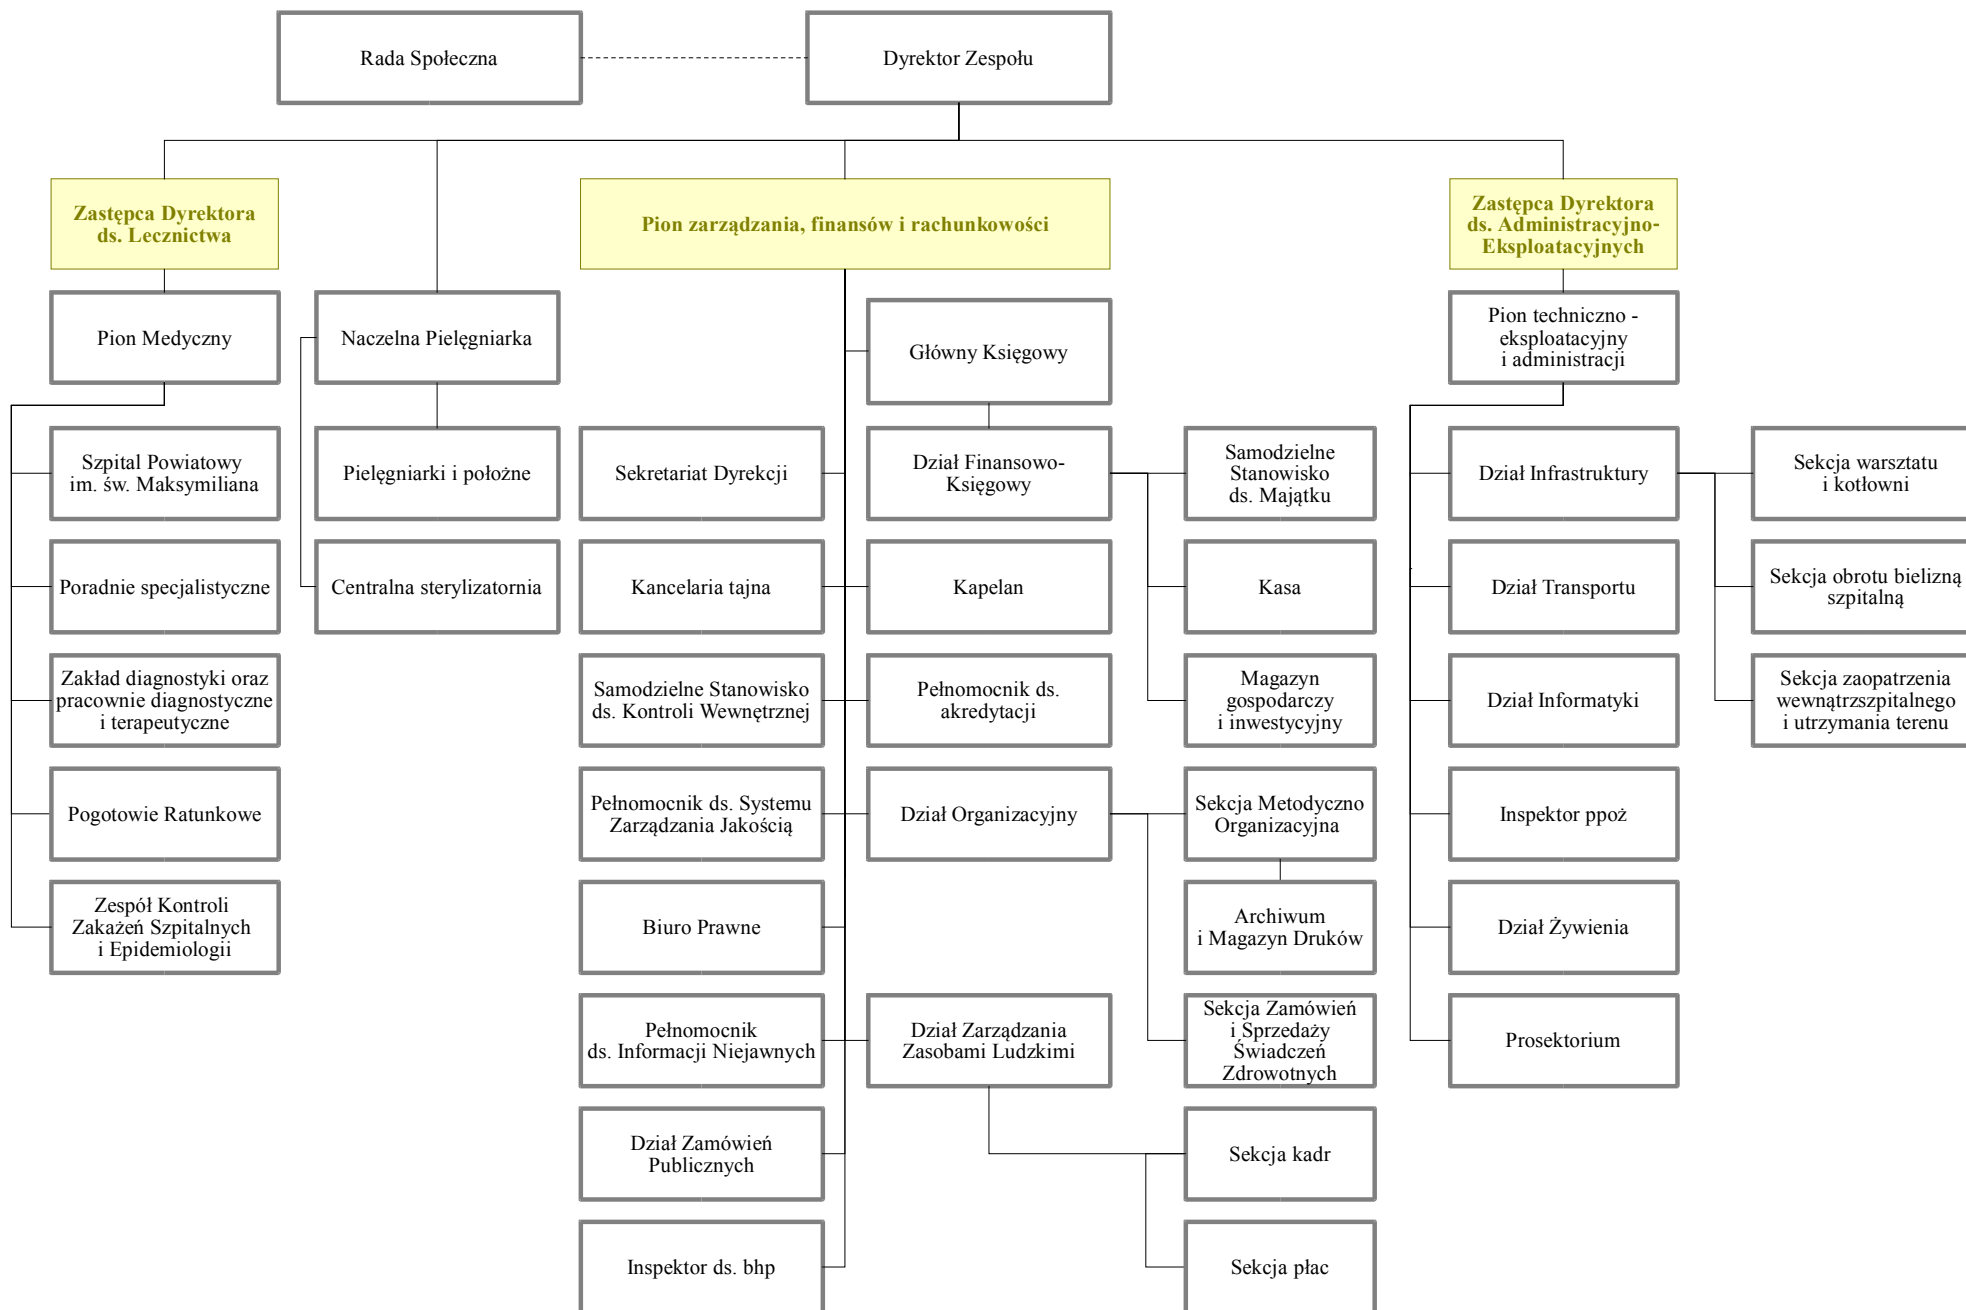 Rada Społeczna
Dyrektor Zespołu
Zastępca Dyrektora
ds. Lecznictwa
Pion zarządzania, finansów i rachunkowości
Zastępca Dyrektora
ds. Administracyjno-
Eksploatacyjnych
Pion Medyczny
Naczelna Pielęgniarka
Główny Księgowy
Pion techniczno -
eksploatacyjny
i administracji
Szpital Powiatowy
im. św. Maksymiliana
Pielęgniarki i położne
Sekretariat Dyrekcji
Dział Finansowo-
Księgowy
Samodzielne
Stanowisko
ds. Majątku
Dział Infrastruktury
Sekcja warsztatu
i kotłowni
Poradnie specjalistyczne
Centralna sterylizatornia
Kancelaria tajna
Kapelan
Kasa
Dział Transportu
Sekcja obrotu bielizną
szpitalną
Zakład diagnostyki oraz
pracownie diagnostyczne
i terapeutyczne
Samodzielne Stanowisko
ds. Kontroli Wewnętrznej
Pełnomocnik ds.
akredytacji
Magazyn
gospodarczy
i inwestycyjny
Dział Informatyki
Sekcja zaopatrzenia
wewnątrzszpitalnego
i utrzymania terenu
Pogotowie Ratunkowe
Pełnomocnik ds. Systemu
Zarządzania Jakością
Dział Organizacyjny
Sekcja Metodyczno
Organizacyjna
Inspektor ppoż
Zespół Kontroli
Zakażeń Szpitalnych
i Epidemiologii
Biuro Prawne
Archiwum
i Magazyn Druków
Dział Żywienia
Pełnomocnik
ds. Informacji Niejawnych
Dział Zarządzania
Zasobami Ludzkimi
Sekcja Zamówień
i Sprzedaży
Świadczeń
Zdrowotnych
Prosektorium
Dział Zamówień
Publicznych
Sekcja kadr
Inspektor ds. bhp
Sekcja płac